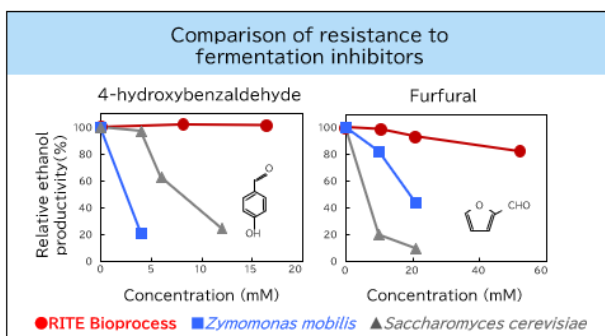 Comparison of resistance to
fermentation inhibitors
4-hydroxybenzaldehyde
Furfural
Relative ethanol
productivity(%)
100
80
60
40
20
0
0
5
10
15
20
Concentration (mM)
O
OH
100
80
60
40
20
0
0
20
40
60
Concentration (mM)
O
CHO
RITE Bioprocess
Zymomonas mobilis
Saccharomyces cerevisiae